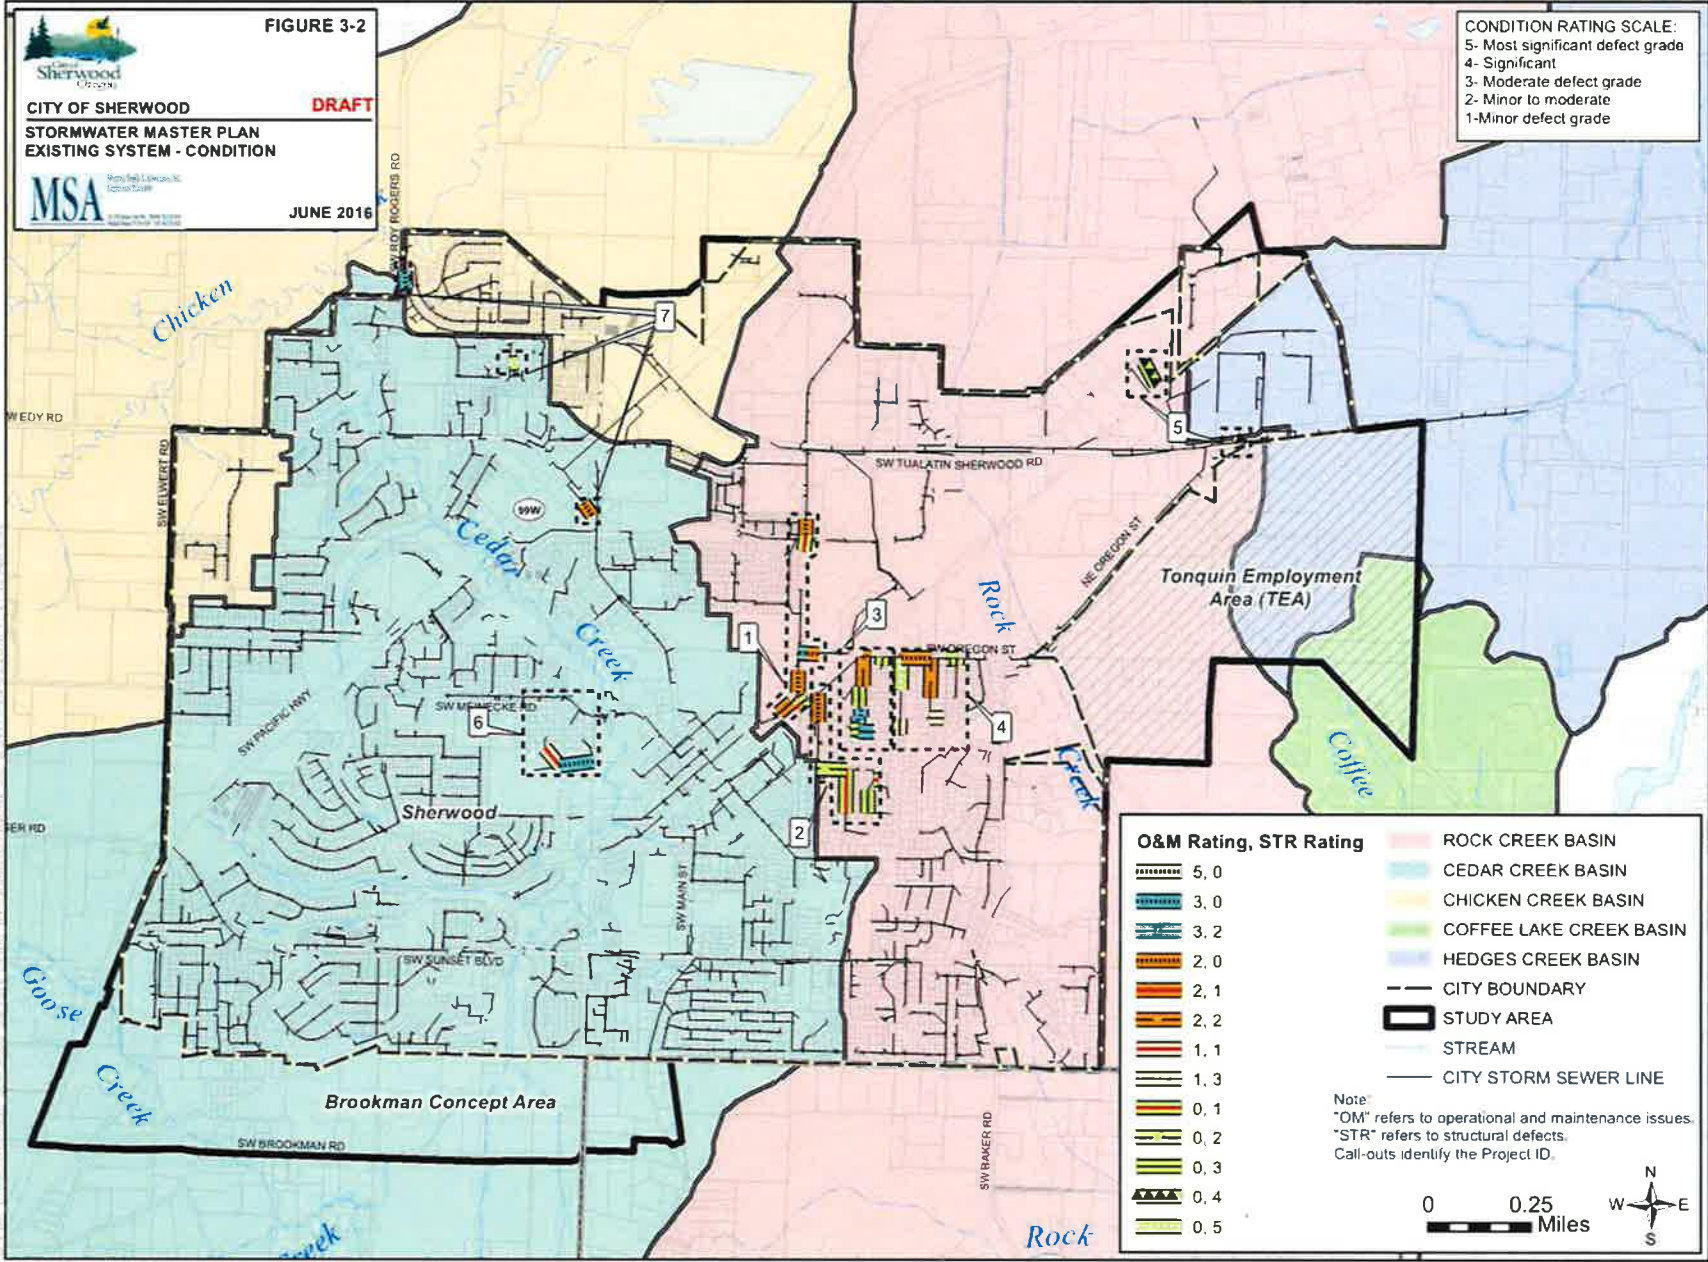 FIGURE 3-2
City of
Sherwood
Oregon
CITY OF SHERWOOD
DRAFT
STORMWATER MASTER PLAN
EXISTING SYSTEM - CONDITION
MSA
JUNE 2016
CONDITION RATING SCALE:
5- Most significant defect grade
4- Significant
3- Moderate defect grade
2- Minor to moderate
1-Minor defect grade
ROY ROGERS RD
Chicken
7
W EDY RD
5
SW ELWERT RD
SW TUALATIN SHERWOOD RD
99W
Cedar
Creek
NE OREGON ST
Tonquin Employment
Area (TEA)
Rock
3
1
SW OREGON ST
SW MEINECKE RD
6
SW PACIFIC HWY
4
Creek
Coffee
Sherwood
2
SER RD
SW MAIN ST
SW SUNSET BLVD
Goose
Creek
Brookman Concept Area
SW BROOKMAN RD
SW BAKER RD
Creek
Rock
O&M Rating, STR Rating
5, 0
3, 0
3, 2
2, 0
2, 1
2, 2
1, 1
1, 3
0, 1
0, 2
0, 3
0, 4
0, 5
ROCK CREEK BASIN
CEDAR CREEK BASIN
CHICKEN CREEK BASIN
COFFEE LAKE CREEK BASIN
HEDGES CREEK BASIN
CITY BOUNDARY
STUDY AREA
STREAM
CITY STORM SEWER LINE
Note:
"OM" refers to operational and maintenance issues.
"STR" refers to structural defects.
Call-outs identify the Project ID.
0 0.25
Miles
N
W E
S